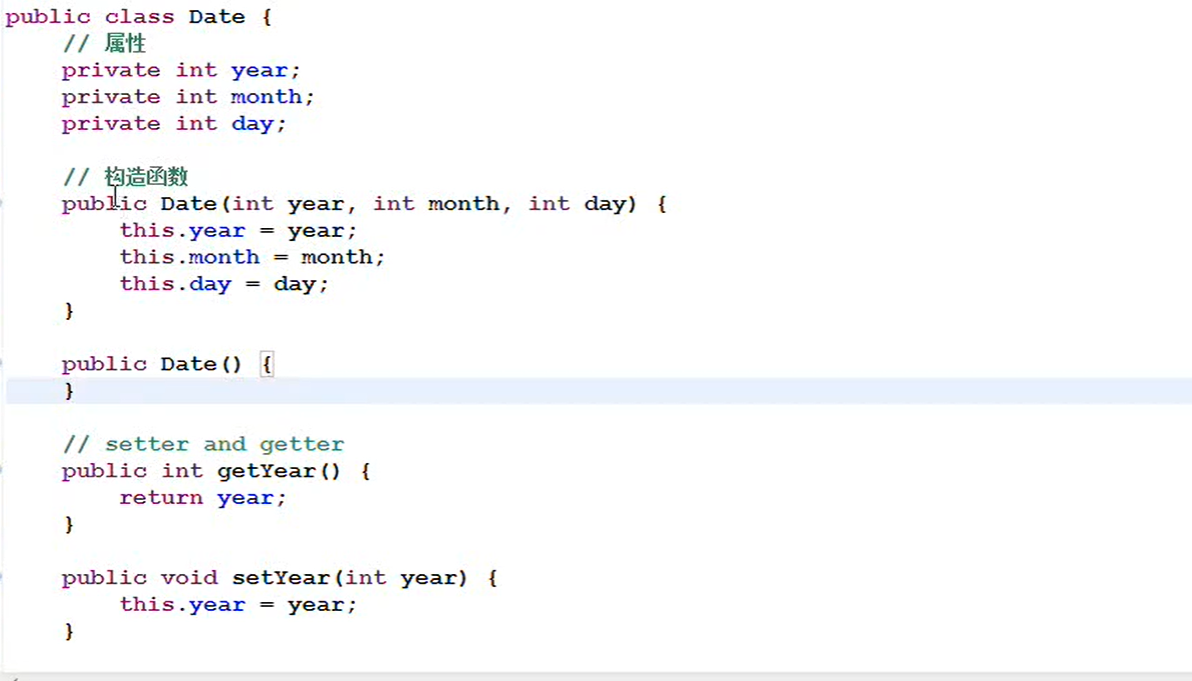 public class Date {
// 属性
private int year;
private int month;
private int day;
// 构造函数
public Date(int year, int month, int day) {
this.year = year;
this.month = month;
this.day = day;
}
public Date() {
}
// setter and getter
public int getYear() {
return year;
}
public void setYear(int year) {
this.year = year;
}